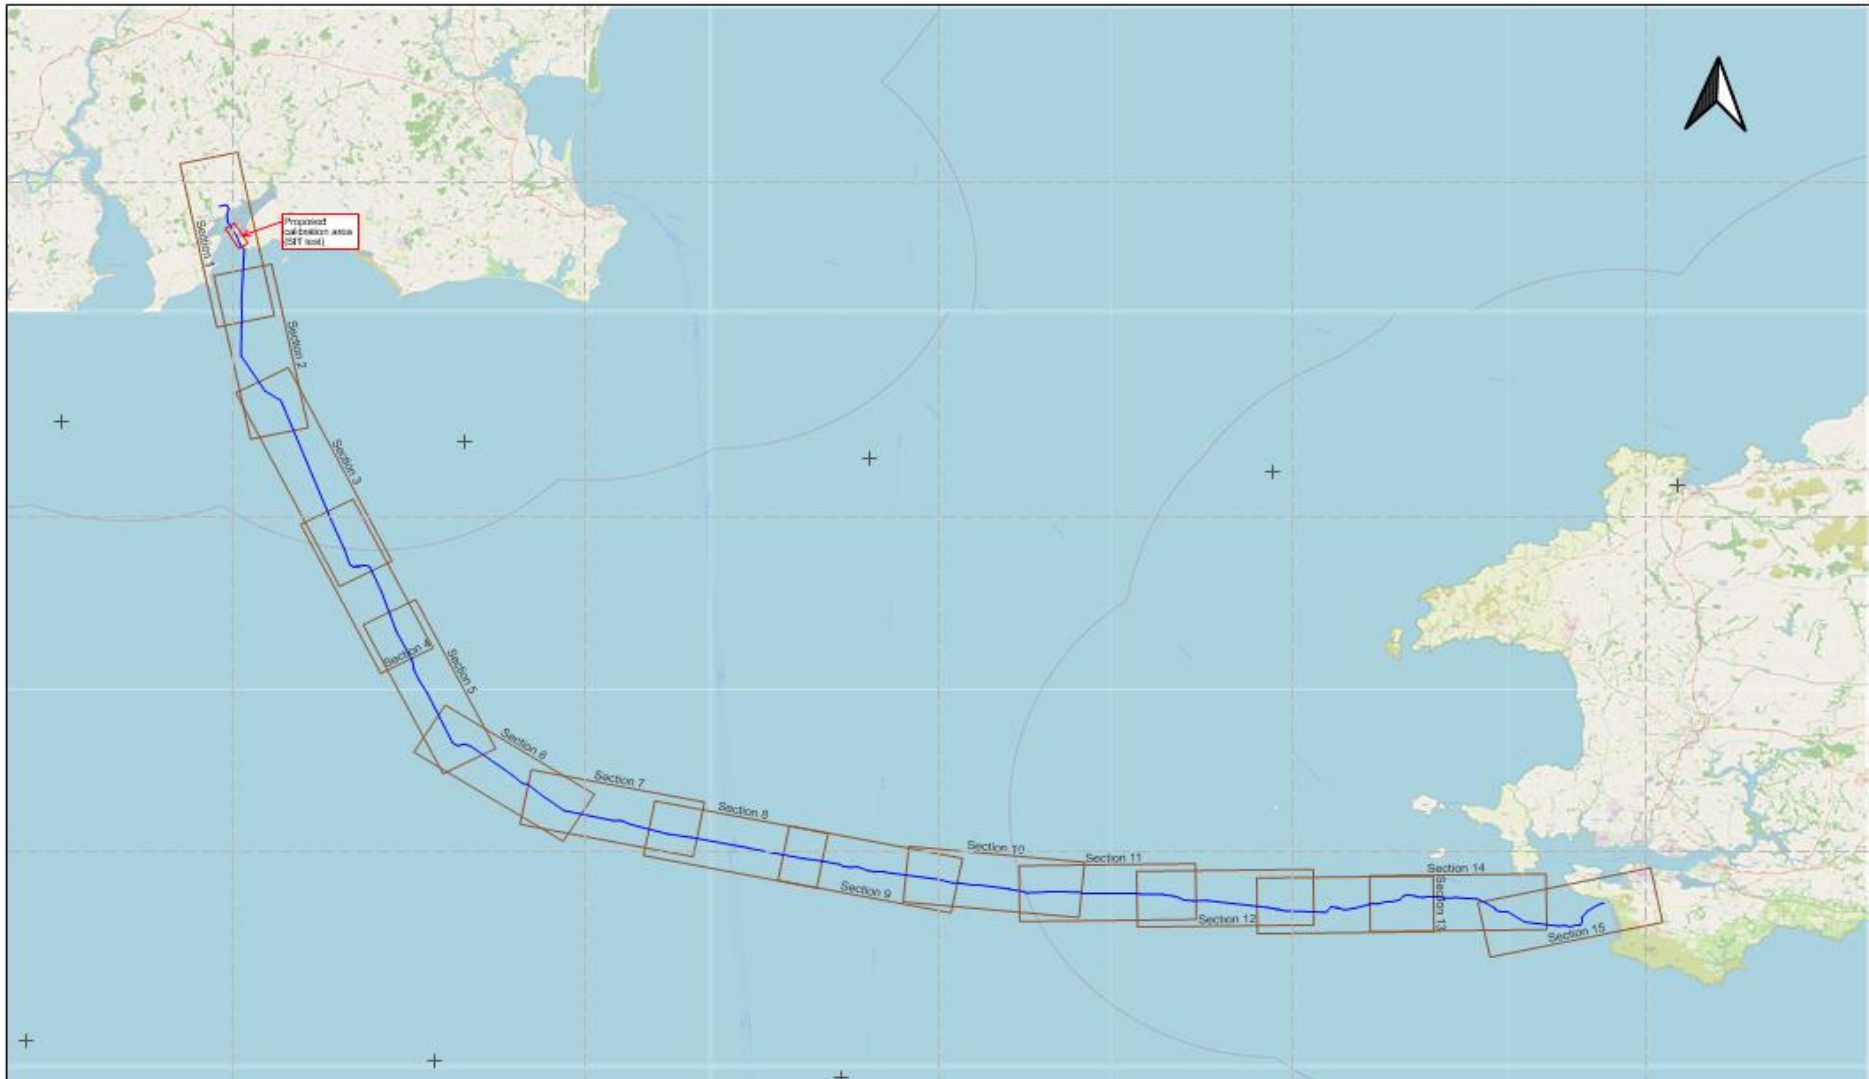 Proposed
calibration area
(SIT test)
Section 1
Section 2
Section 3
Section 4
Section 5
Section 6
Section 7
Section 8
Section 9
Section 10
Section 11
Section 12
Section 13
Section 14
Section 15